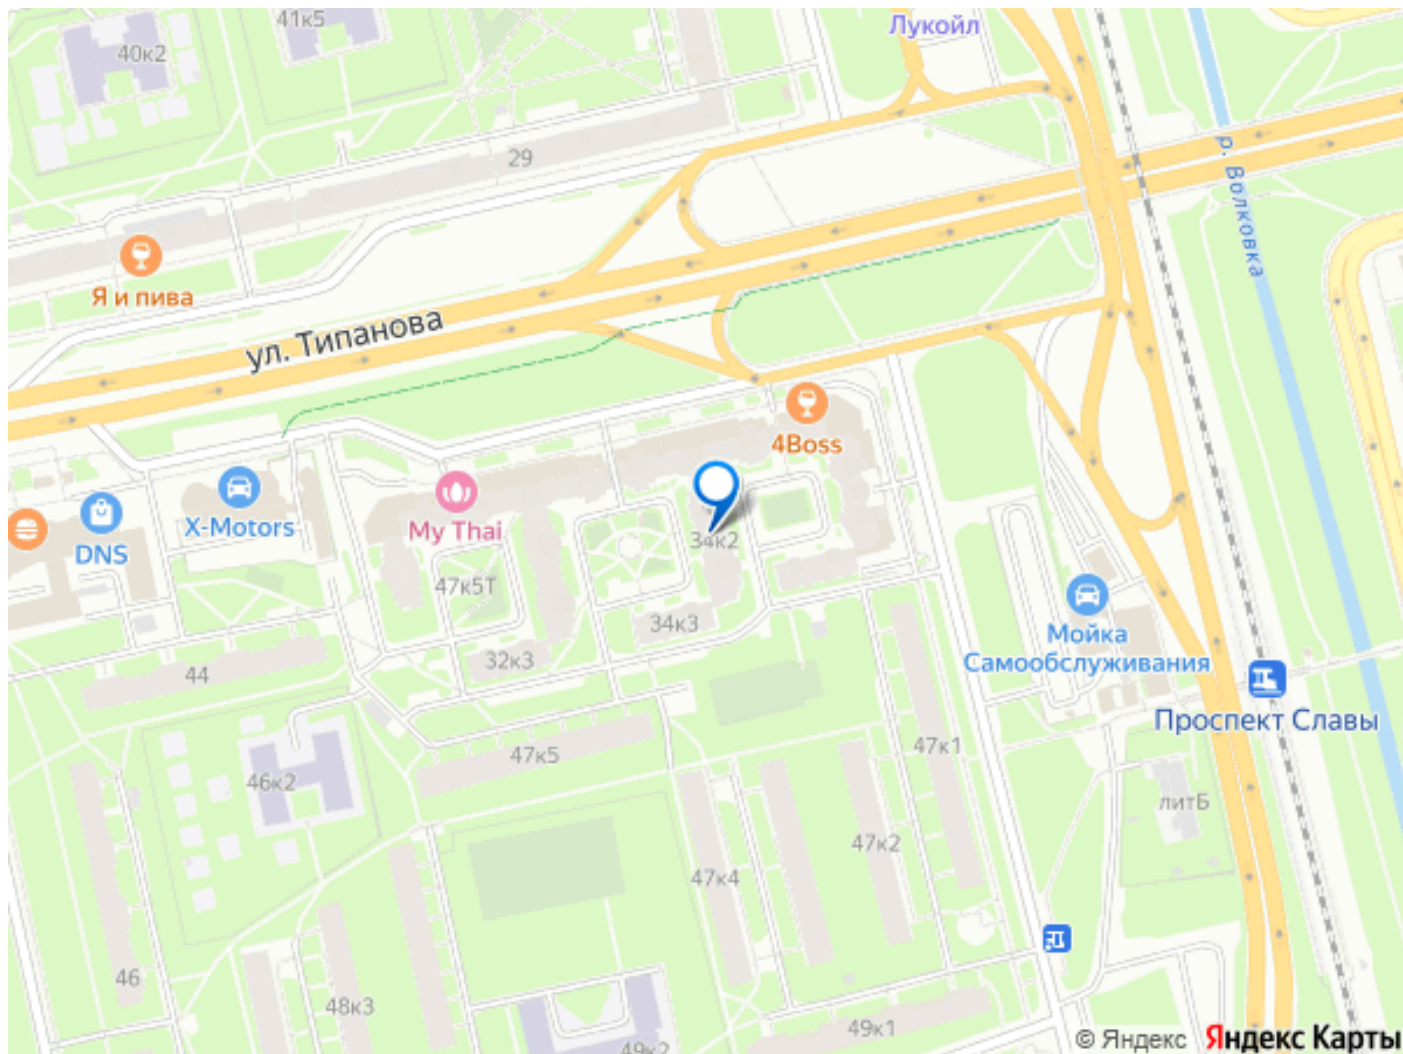 41к5
Лукойл
40к2
29
р. Волковка
Я и пива
ул. Типанова
4Boss
X-Motors
My Thai
DNS
34к2
47к5Т
34к3
Мойка
Самообслуживания
32к3
44
Проспект Славы
47к1
47к5
46к2
литБ
47к2
47к4
46
48к3
49к1
49к2
© Яндекс Яндекс Карты